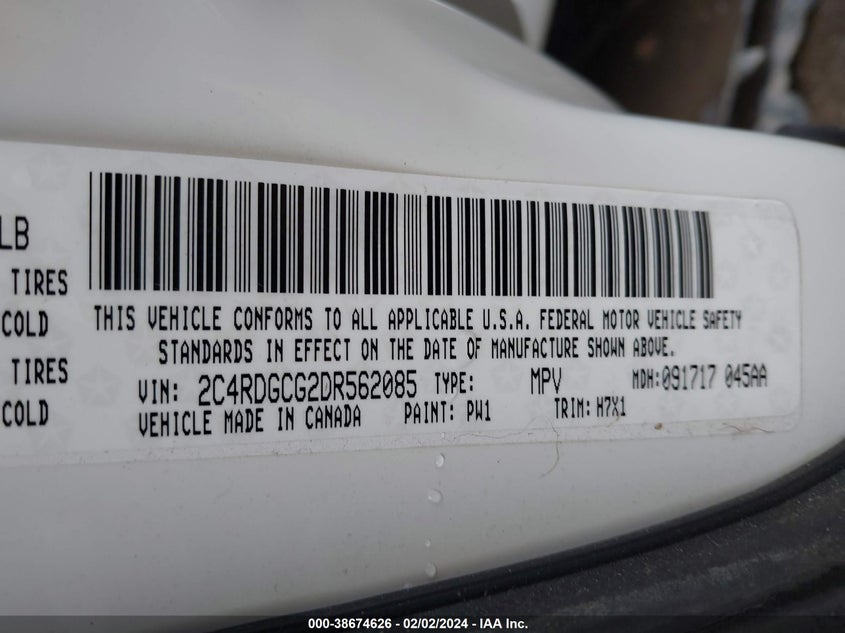 LB
TIRES
COLD
TIRES
COLD
THIS VEHICLE CONFORMS TO ALL APPLICABLE U.S.A. FEDERAL MOTOR VEHICLE SAFETY
STANDARDS IN EFFECT ON THE DATE OF MANUFACTURE SHOWN ABOVE.
VIN: 2C4RDGCG2DR562085 TYPE: MPV MDH:091717 045AA
VEHICLE MADE IN CANADA PAINT: PW1 TRIM: H7X1
000-38674626 - 02/02/2024 - IAA Inc.